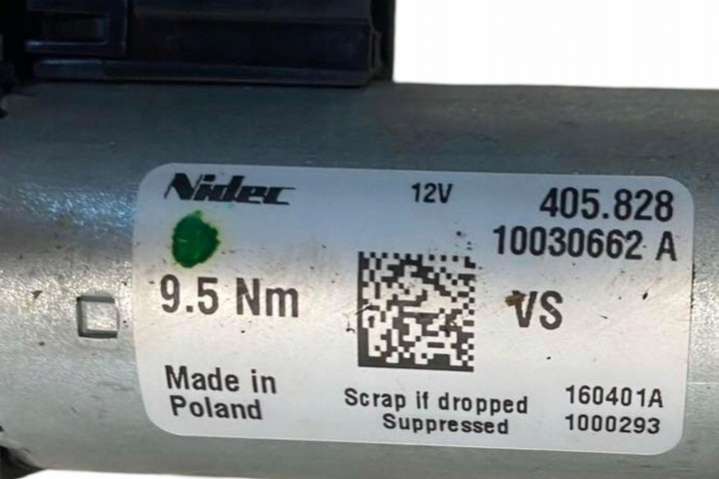 Nidec
12V
405.828
10030662 A
9.5 Nm
VS
Made in
Poland
Scrap if dropped
Suppressed
160401A
1000293